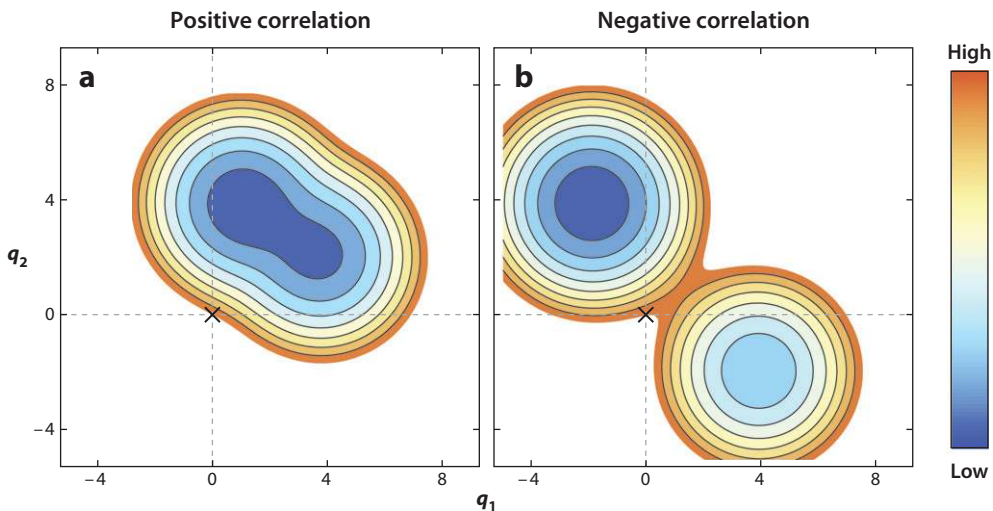 Positive correlation
Negative correlation
a
b
High
Low
8
4
0
−4
q2
−4 0 4 8
−4 0 4 8
q1